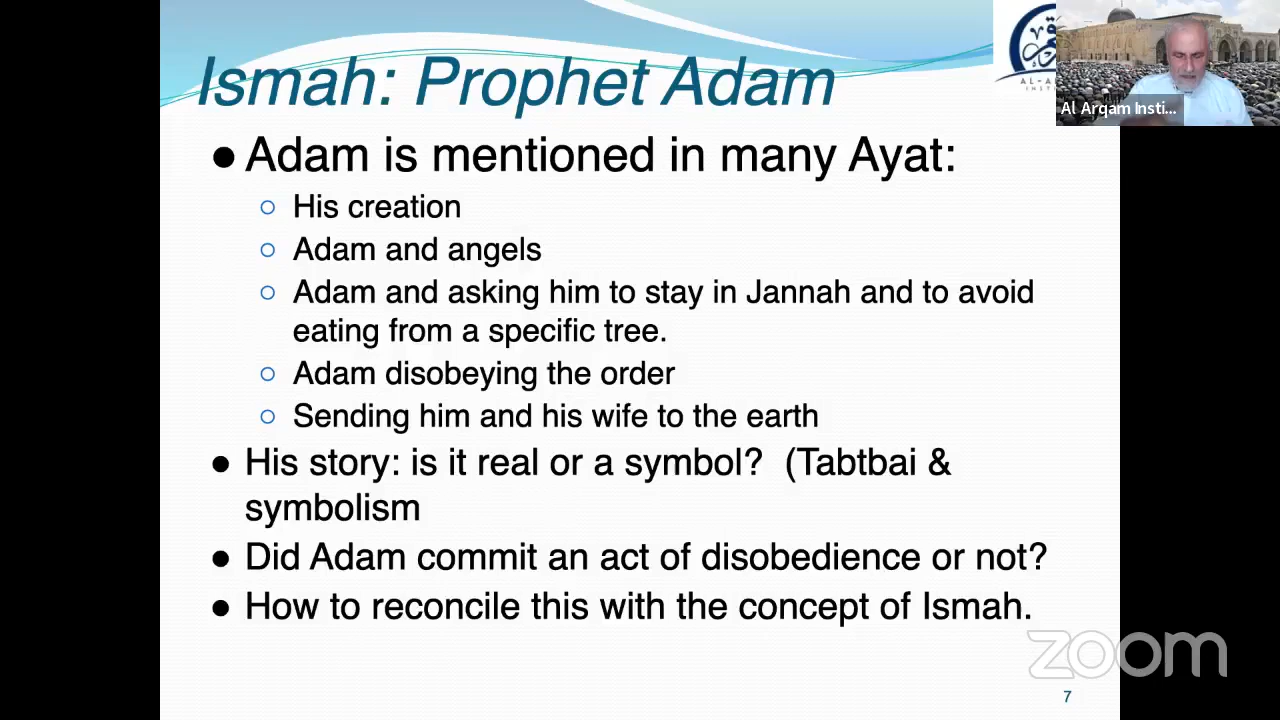 Ismah: Prophet Adam
Al Arqam Insti...
● Adam is mentioned in many Ayat:
○ His creation
○ Adam and angels
○ Adam and asking him to stay in Jannah and to avoid
eating from a specific tree.
○ Adam disobeying the order
○ Sending him and his wife to the earth
● His story: is it real or a symbol? (Tabtbai &
symbolism
● Did Adam commit an act of disobedience or not?
● How to reconcile this with the concept of Ismah.
zoom
7